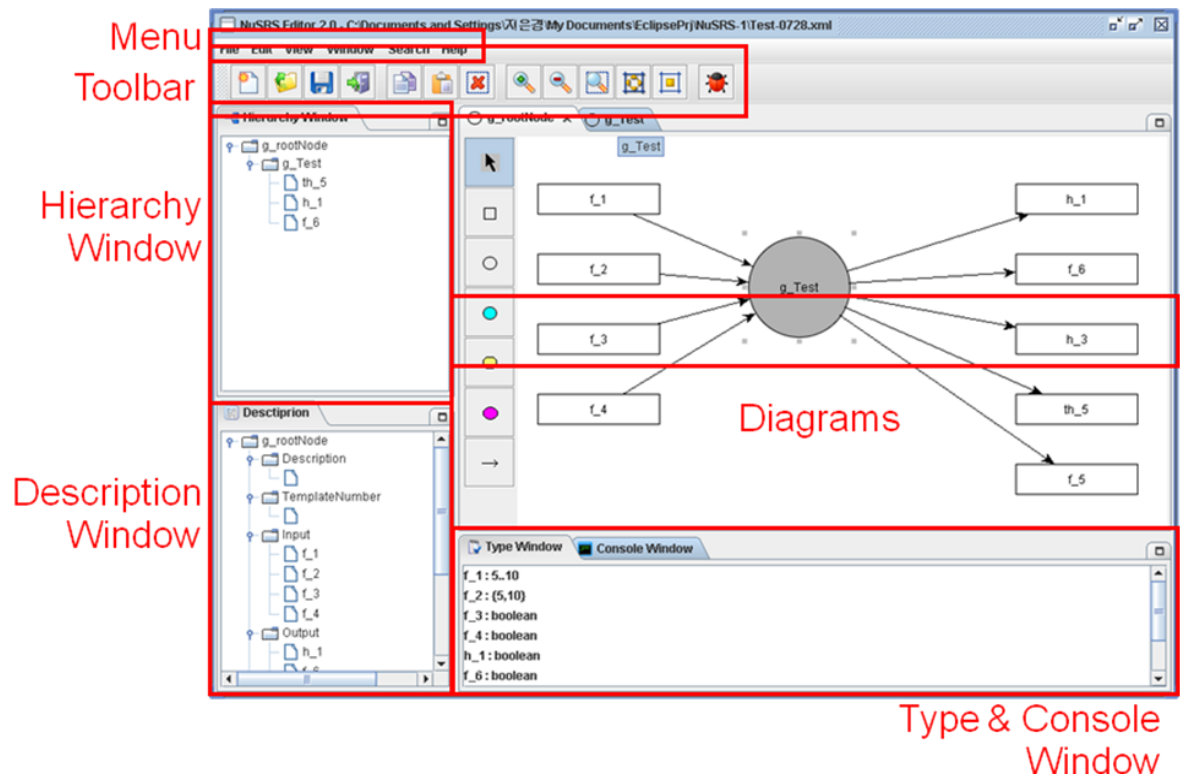 Menu
Toolbar
Hierarchy
Window
Description
Window
NuSRS Editor 2.0 - C:\Documents and Settings\지은경\My Documents\EclipsePrj\NuSRS-1\Test-0728.xml
File Edit View Window Search Help
Hierarchy Window
g_rootNode
g_Test
th_5
h_1
f_6
g_rootNode x g_Test
g_Test
f_1
f_2
f_3
f_4
g_Test
h_1
f_6
h_3
th_5
f_5
Diagrams
Desctiprion
g_rootNode
Description
TemplateNumber
Input
f_1
f_2
f_3
f_4
Output
h_1
f_6
Type Window Console Window
f_1 : 5..10
f_2 : {5,10}
f_3 : boolean
f_4 : boolean
h_1 : boolean
f_6 : boolean
Type & Console
Window